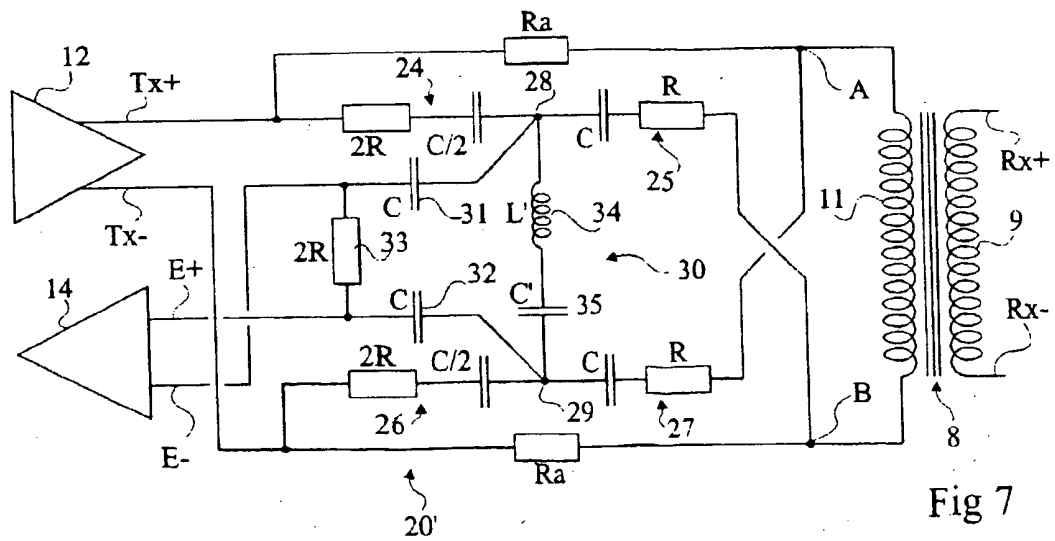 Ra
12
Tx+
24
28
R
A
2R
C/2
C
25
Rx+
Tx-
C
31
L'
34
11
9
2R
33
30
E+
C
32
C'
35
Rx-
14
2R
C/2
C
R
26
29
27
B
8
E-
Ra
20'
Fig 7